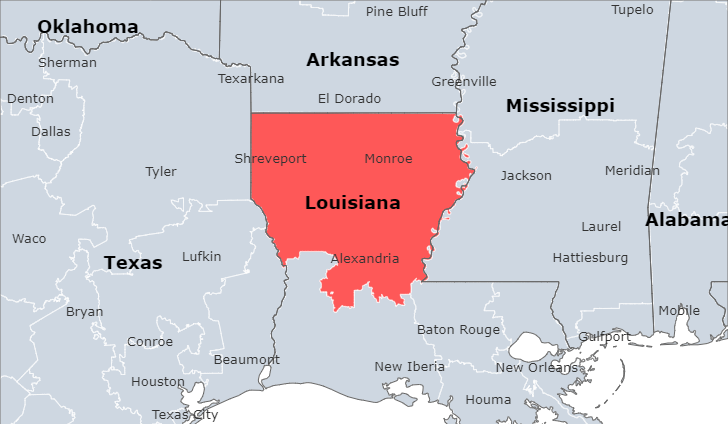 Pine Bluff
Tupelo
Oklahoma
Sherman
Arkansas
Texarkana
Greenville
Denton
El Dorado
Mississippi
Dallas
Shreveport
Monroe
Tyler
Jackson
Meridian
Louisiana
Alabama
Laurel
Waco
Lufkin
Alexandria
Hattiesburg
Texas
Bryan
Mobile
Baton Rouge
Gulfport
Conroe
Beaumont
New Iberia
New Orleans
Houston
Houma
Texas City